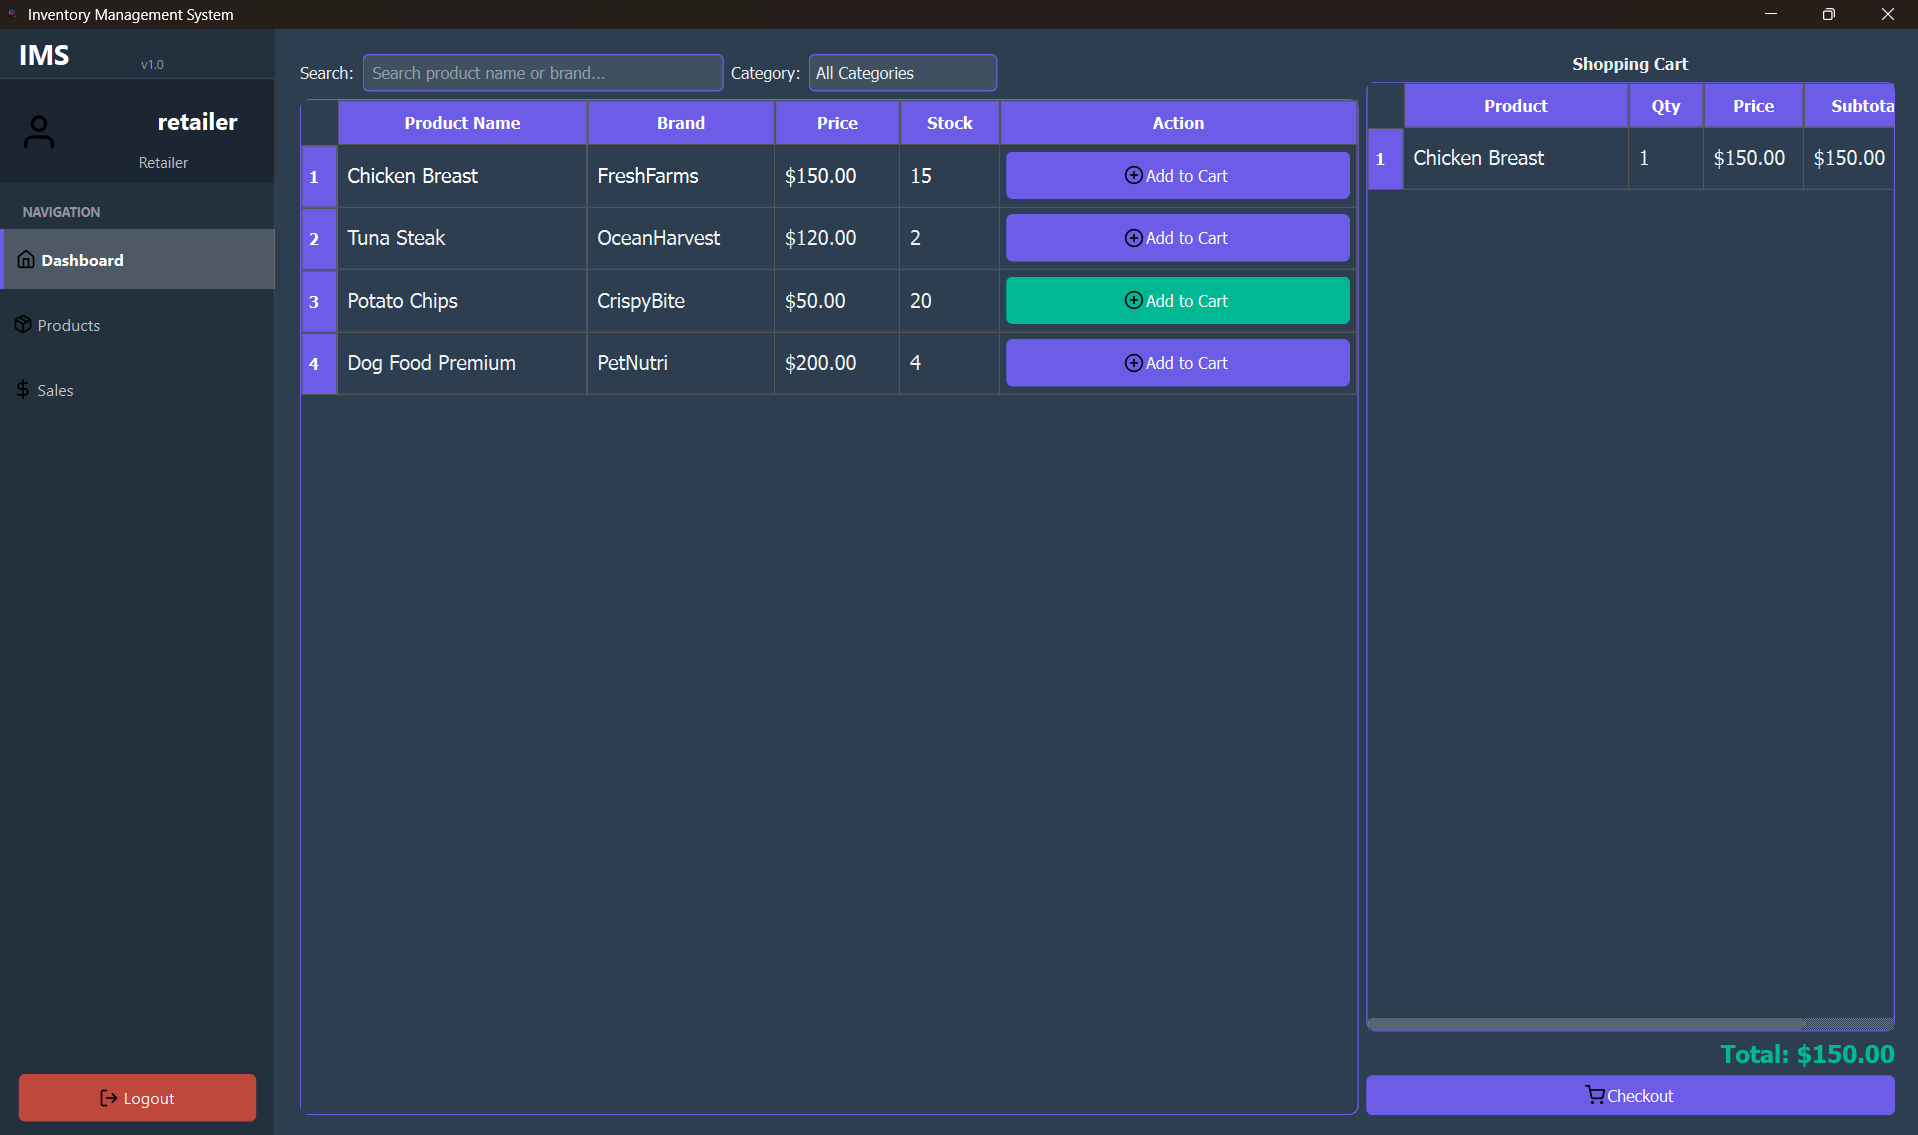 Inventory Management System
IMS
v1.0
retailer
Retailer
NAVIGATION
Dashboard
Products
Sales
Logout
Search: Search product name or brand... Category: All Categories
Product Name Brand Price Stock Action
1 Chicken Breast FreshFarms $150.00 15 Add to Cart
2 Tuna Steak OceanHarvest $120.00 2 Add to Cart
3 Potato Chips CrispyBite $50.00 20 Add to Cart
4 Dog Food Premium PetNutri $200.00 4 Add to Cart
Shopping Cart
Product Qty Price Subtota
1 Chicken Breast 1 $150.00 $150.00
Total: $150.00
Checkout